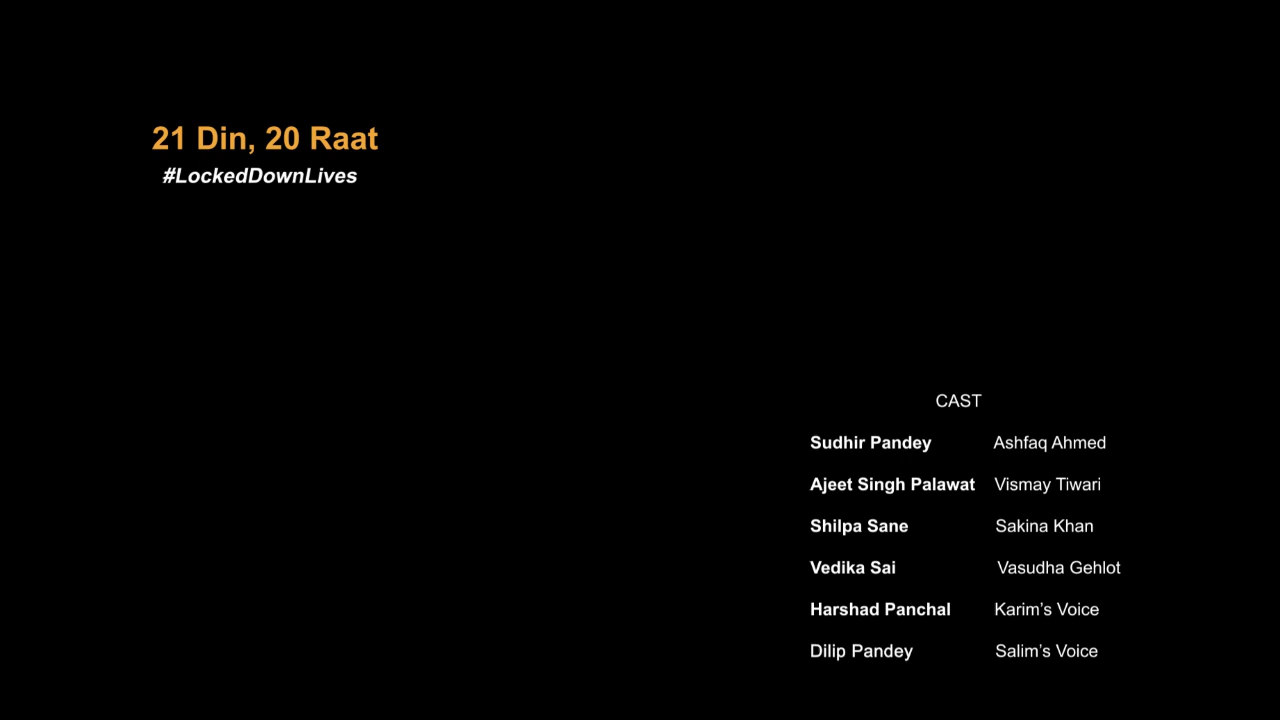 21 Din, 20 Raat
#LockedDownLives
CAST
Sudhir Pandey Ashfaq Ahmed
Ajeet Singh Palawat Vismay Tiwari
Shilpa Sane Sakina Khan
Vedika Sai Vasudha Gehlot
Harshad Panchal Karim’s Voice
Dilip Pandey Salim’s Voice